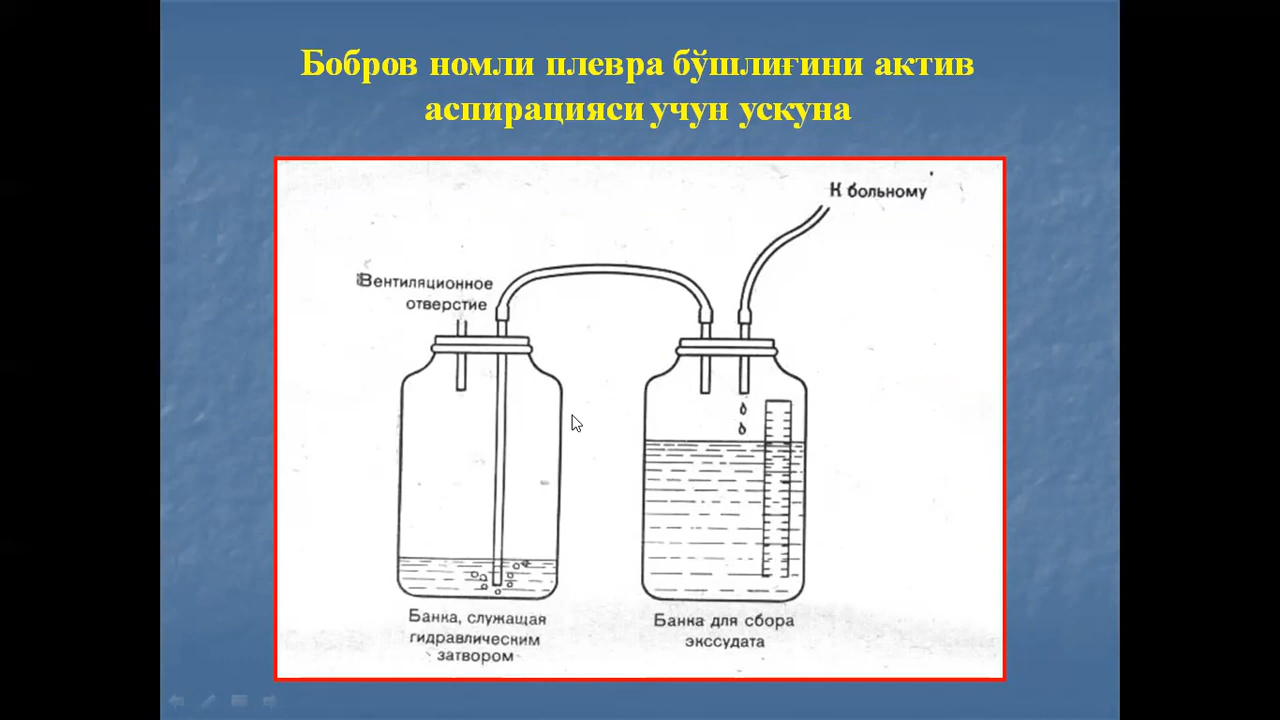 Бобров номли плевра бўшлиғини актив
аспирацияси учун ускуна
К больному
Вентиляционное
отверстие
Банка, служащая
гидравлическим
затвором
Банка для сбора
экссудата